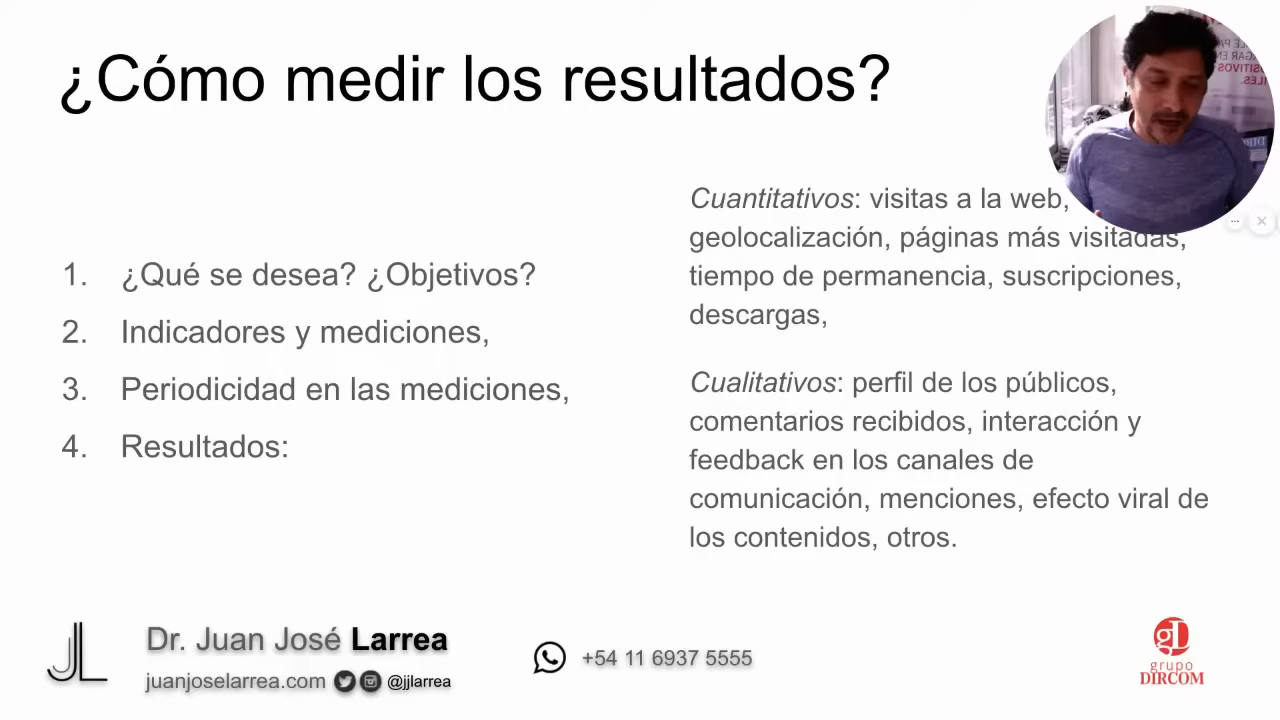 ¿Cómo medir los resultados?
1. ¿Qué se desea? ¿Objetivos?
2. Indicadores y mediciones,
3. Periodicidad en las mediciones,
4. Resultados:
Cuantitativos: visitas a la web,
geolocalización, páginas más visitadas,
tiempo de permanencia, suscripciones,
descargas,
Cualitativos: perfil de los públicos,
comentarios recibidos, interacción y
feedback en los canales de
comunicación, menciones, efecto viral de
los contenidos, otros.
JL
Dr. Juan José Larrea
juanjoselarrea.com @jjlarrea
+54 11 6937 5555
gD
grupo
DIRCOM